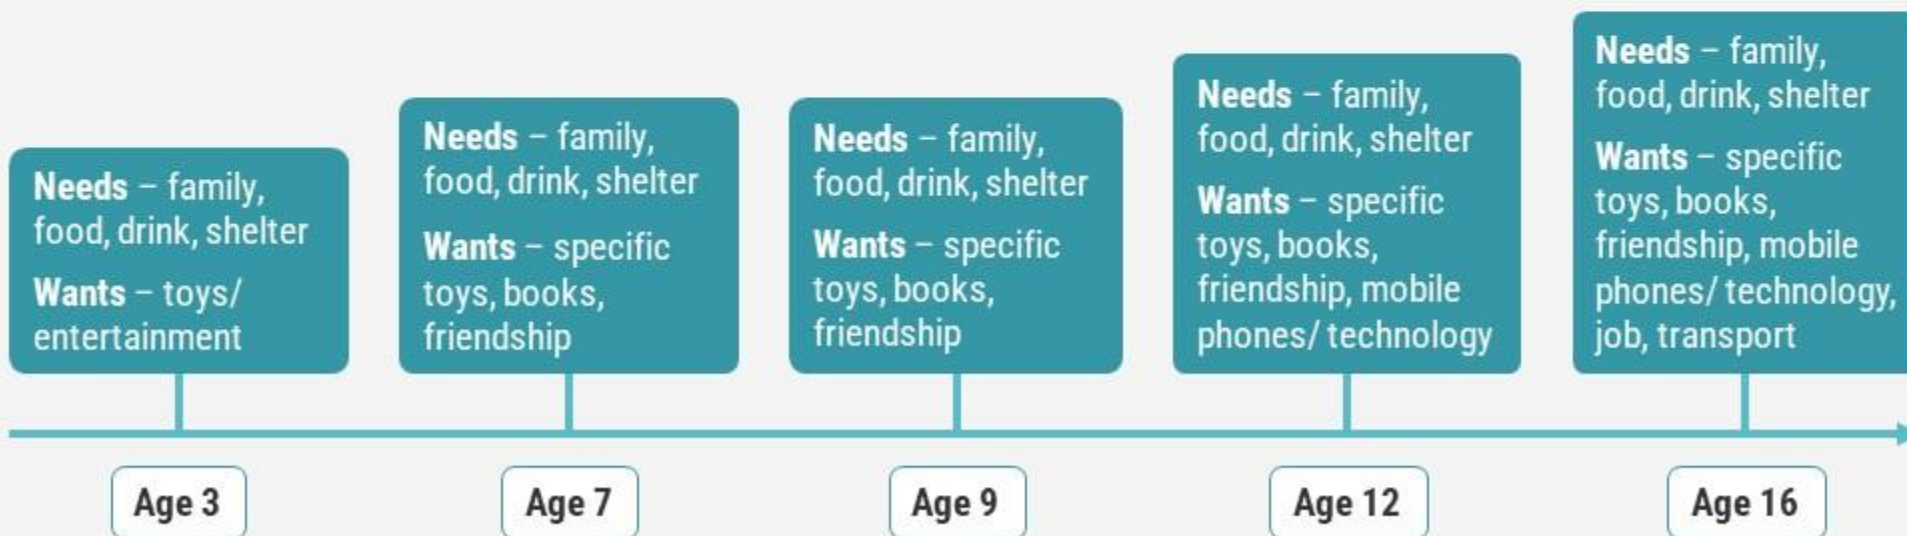 Needs – family,
food, drink, shelter
Wants – toys/
entertainment
Needs – family,
food, drink, shelter
Wants – specific
toys, books,
friendship
Needs – family,
food, drink, shelter
Wants – specific
toys, books,
friendship
Needs – family,
food, drink, shelter
Wants – specific
toys, books,
friendship, mobile
phones/ technology
Needs – family,
food, drink, shelter
Wants – specific
toys, books,
friendship, mobile
phones/ technology,
job, transport
Age 3
Age 7
Age 9
Age 12
Age 16